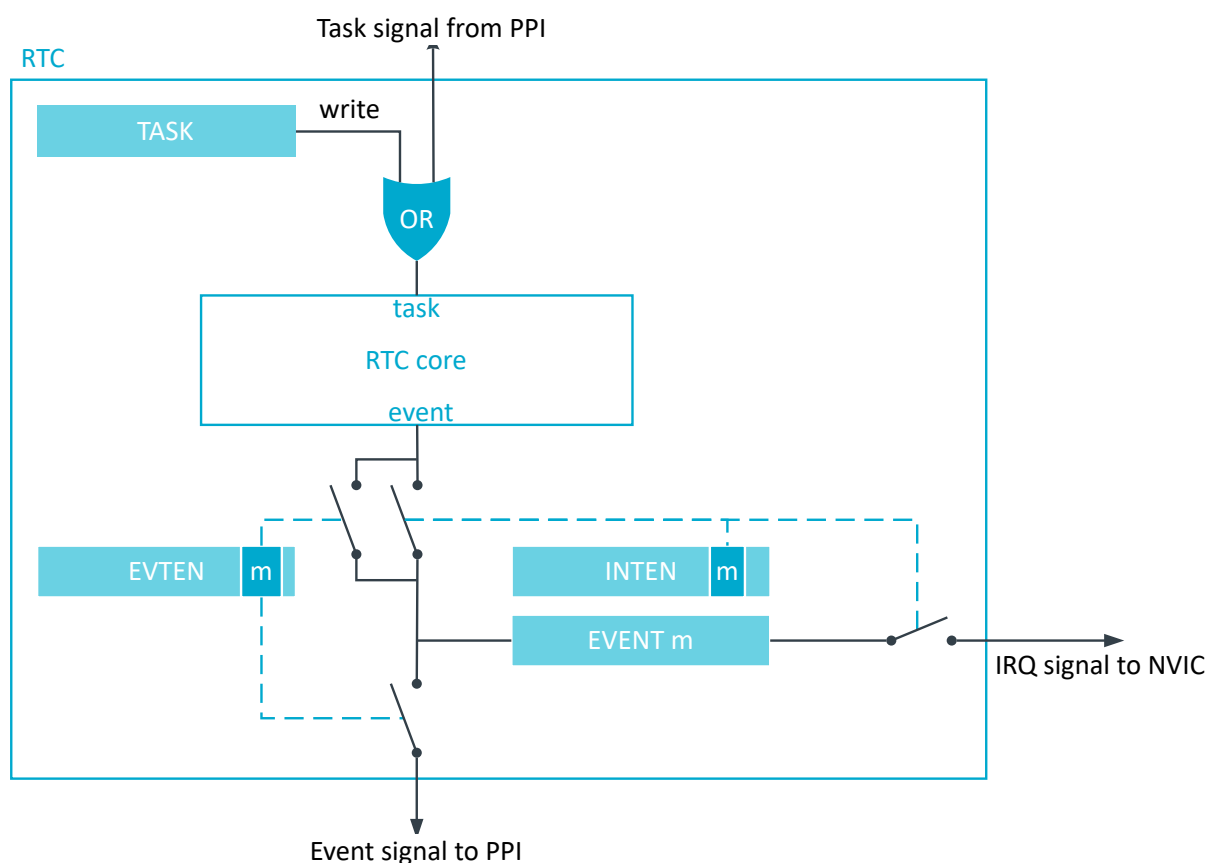 Task signal from PPI
RTC
write
TASK
OR
task
RTC core
event
EVTEN
m
INTEN
m
EVENT m
IRQ signal to NVIC
Event signal to PPI